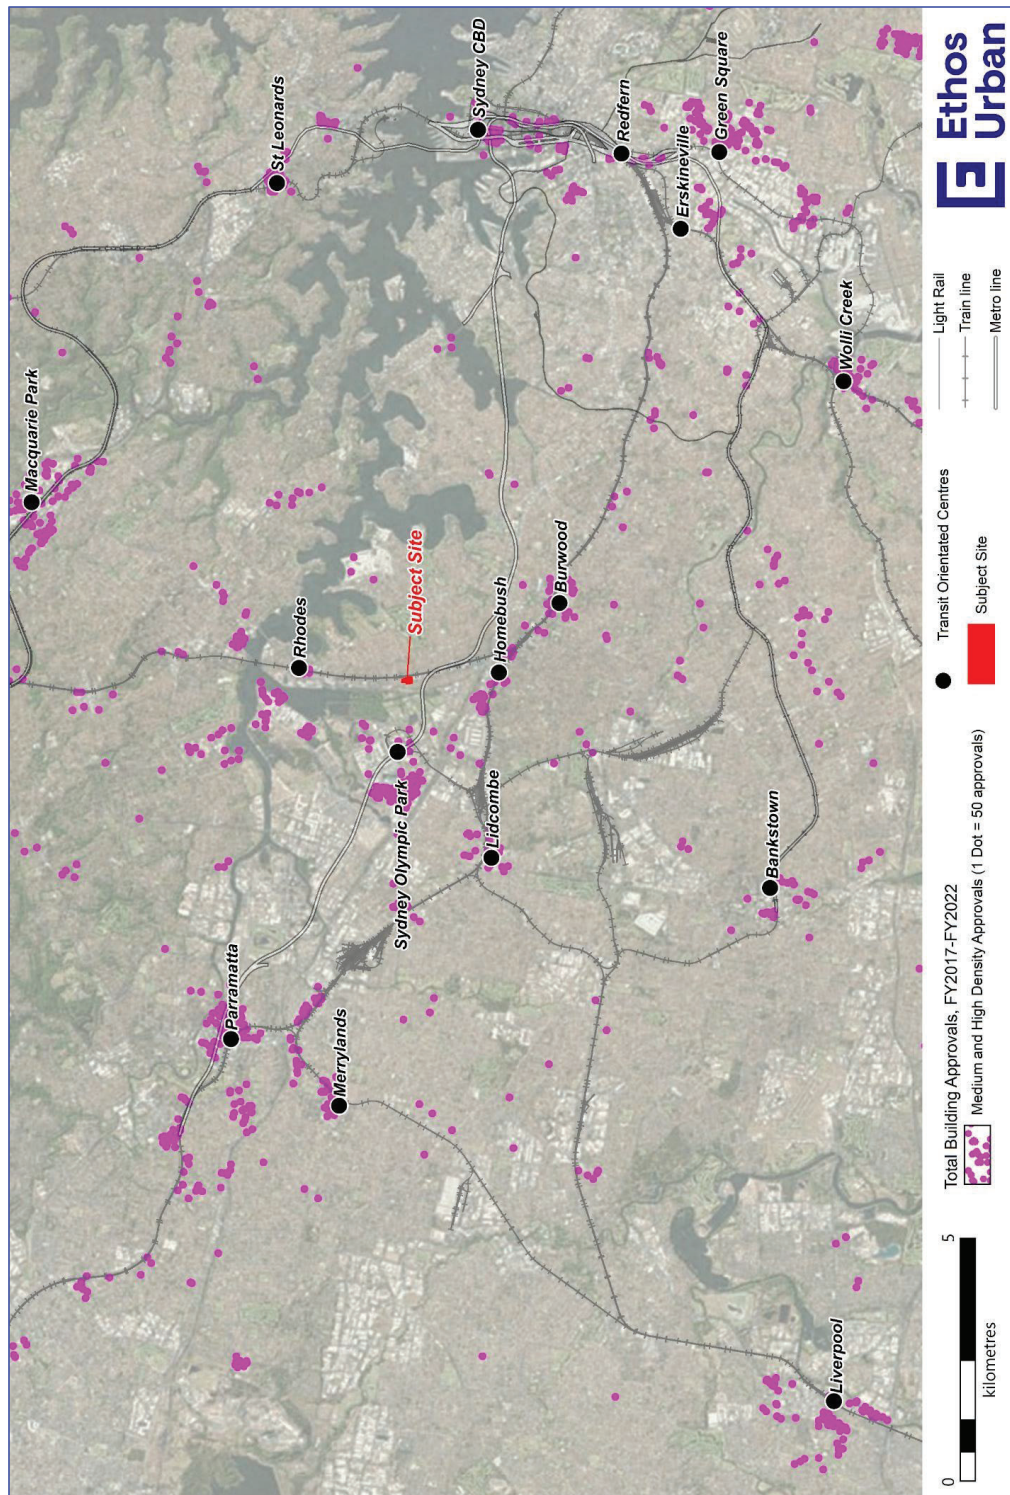 Macquarie Park
St Leonards
Sydney CBD
Rhodes
Subject Site
Parramatta
Sydney Olympic Park
Homebush
Redfern
Merrylands
Lidcombe
Burwood
Erskineville
Green Square
Bankstown
Wolli Creek
Liverpool
0
5
kilometres
Total Building Approvals, FY2017-FY2022
Medium and High Density Approvals (1 Dot = 50 approvals)
Transit Orientated Centres
Subject Site
Light Rail
Train line
Metro line
Ethos
Urban